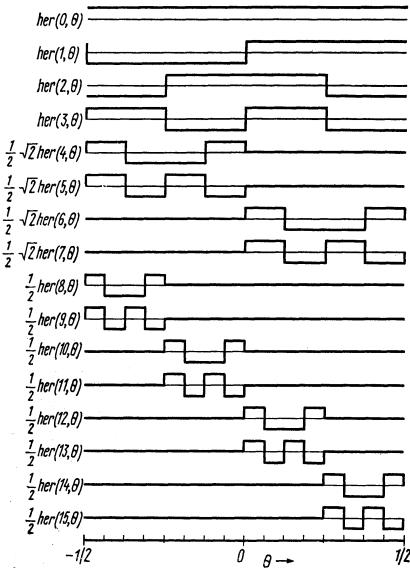 her(0,θ)
her(1,θ)
her(2,θ)
her(3,θ)
1/2 √2 her(4,θ)
1/2 √2 her(5,θ)
1/2 √2 her(6,θ)
1/2 √2 her(7,θ)
1/2 her(8,θ)
1/2 her(9,θ)
1/2 her(10,θ)
1/2 her(11,θ)
1/2 her(12,θ)
1/2 her(13,θ)
1/2 her(14,θ)
1/2 her(15,θ)
-1/2 0 θ → 1/2